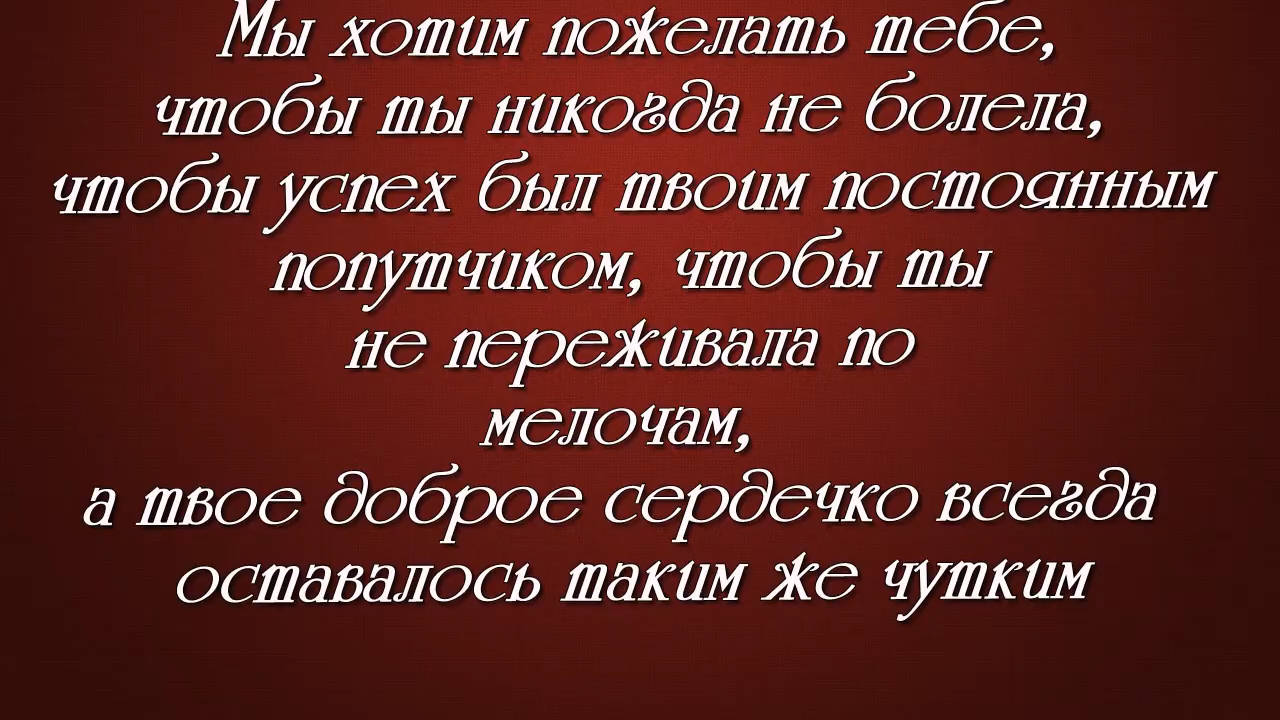 Мы хотим пожелать тебе,
чтобы ты никогда не болела,
чтобы успех был твоим постоянным
попутчиком, чтобы ты
не переживала по
мелочам,
а твое доброе сердечко всегда
оставалось таким же чутким